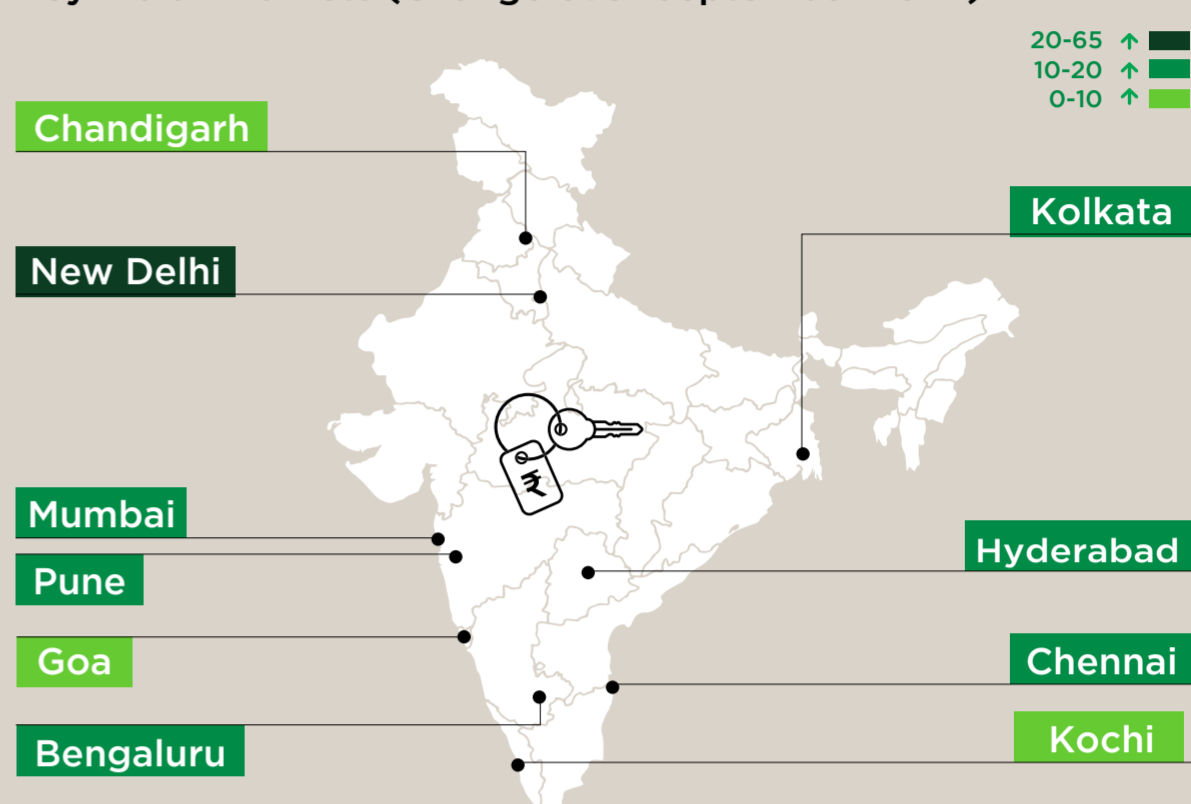 20-65 ↑
10-20 ↑
0-10 ↑
Chandigarh
Kolkata
New Delhi
Mumbai
Hyderabad
Pune
Goa
Chennai
Bengaluru
Kochi
₹